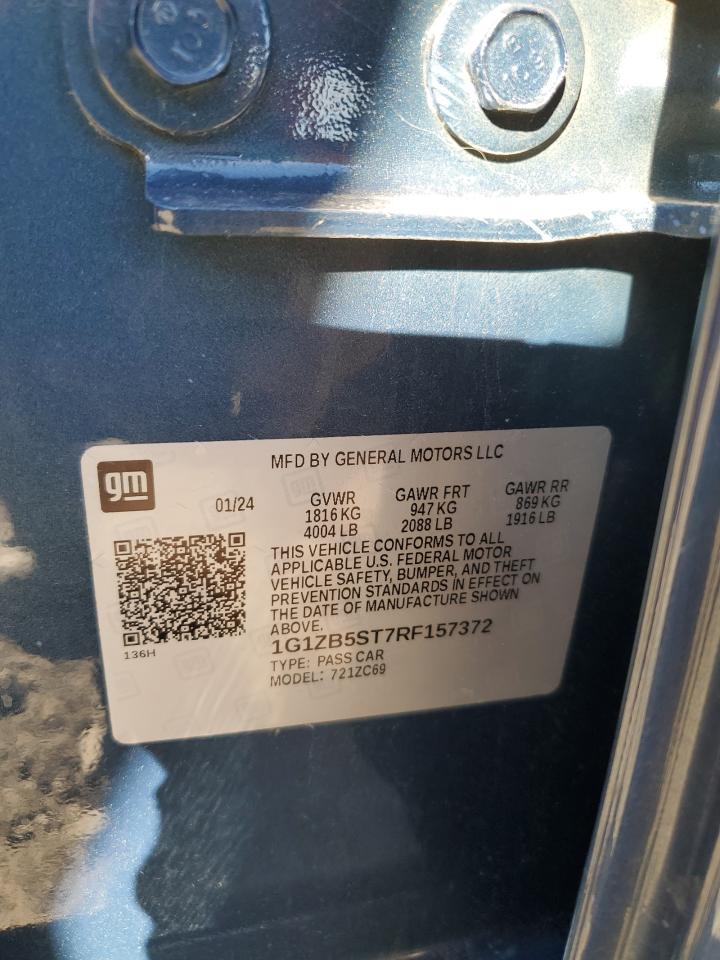 gm
MFD BY GENERAL MOTORS LLC
01/24
GVWR GAWR FRT GAWR RR
1816 KG 947 KG 869 KG
4004 LB 2088 LB 1916 LB
THIS VEHICLE CONFORMS TO ALL
APPLICABLE U.S. FEDERAL MOTOR
VEHICLE SAFETY, BUMPER, AND THEFT
PREVENTION STANDARDS IN EFFECT ON
THE DATE OF MANUFACTURE SHOWN
ABOVE.
1G1ZB5ST7RF157372
TYPE: PASS CAR
MODEL: 721ZC69
136H